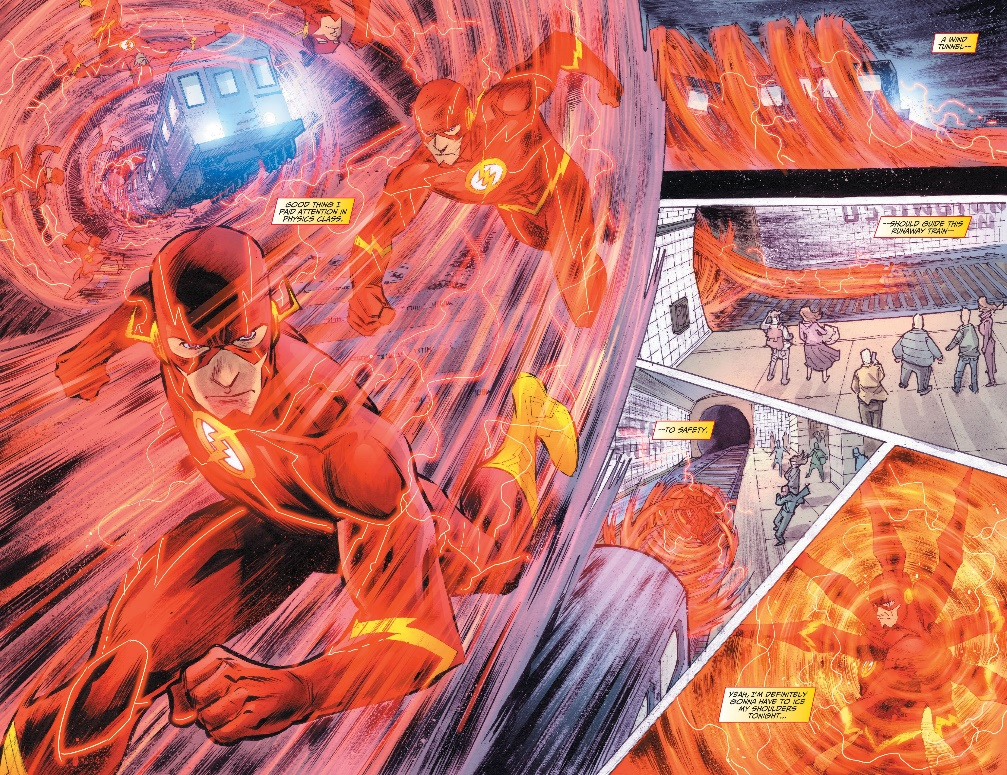 GOOD THING I
PAID ATTENTION IN
PHYSICS CLASS.
A WIND
TUNNEL--
--SHOULD GUIDE THIS
RUNAWAY TRAIN--
--TO SAFETY.
YEAH, I'M DEFINITELY
GONNA HAVE TO ICE
MY SHOULDERS
TONIGHT...